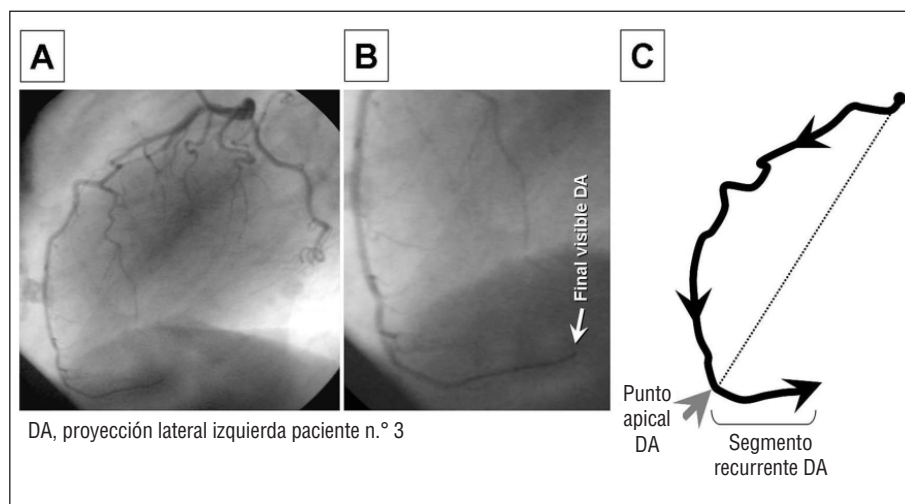 A
B
C
Final visible DA
Punto
apical
DA
Segmento
recurrente DA
DA, proyección lateral izquierda paciente n.° 3